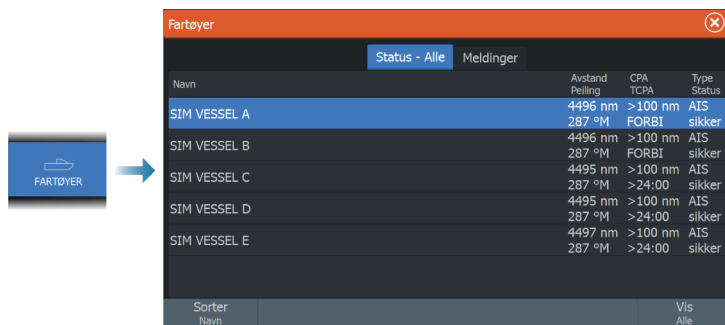 Fartøyer
Status - Alle Meldinger
Navn Avstand CPA Type
Peiling TCPA Status
SIM VESSEL A 4496 nm >100 nm AIS
287 °M FORBI sikker
SIM VESSEL B 4496 nm >100 nm AIS
287 °M FORBI sikker
SIM VESSEL C 4495 nm >100 nm AIS
287 °M >24:00 sikker
SIM VESSEL D 4495 nm >100 nm AIS
287 °M >24:00 sikker
SIM VESSEL E 4497 nm >100 nm AIS
287 °M >24:00 sikker
FARTØYER
Sorter Vis
Navn Alle